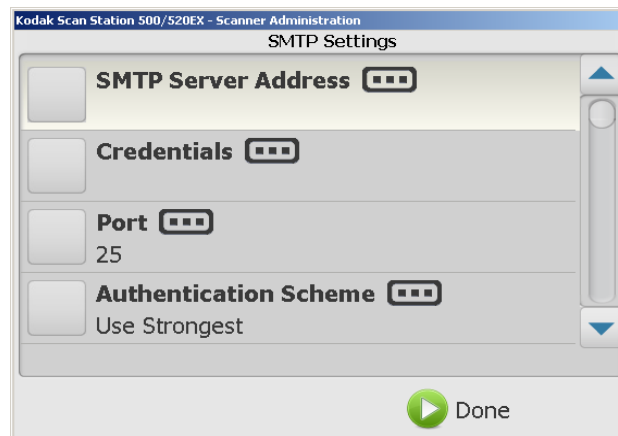 Kodak Scan Station 500/520EX - Scanner Administration
SMTP Settings
SMTP Server Address
Credentials
Port
25
Authentication Scheme
Use Strongest
Done